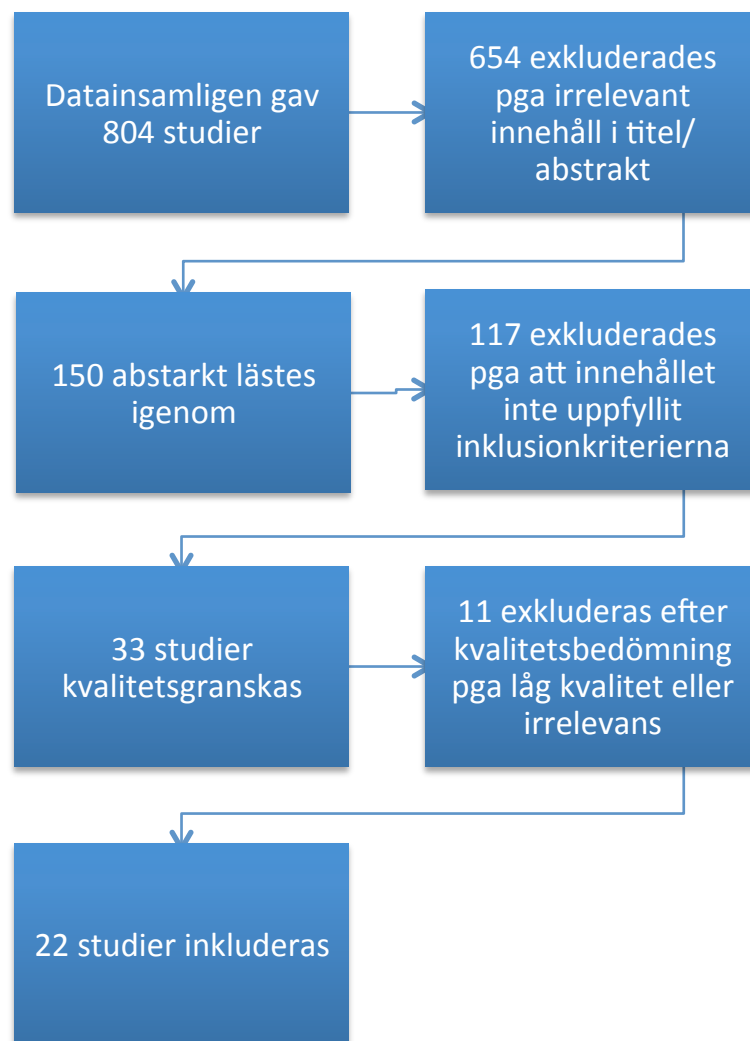 Datainsamligen gav
804 studier
654 exkluderades
pga irrelevant
innehåll i titel/
abstrakt
150 abstarkt lästes
igenom
117 exkluderades
pga att innehållet
inte uppfyllit
inklusionkriterierna
33 studier
kvalitetsgranskas
11 exkluderas efter
kvalitetsbedömning
pga låg kvalitet eller
irrelevans
22 studier inkluderas